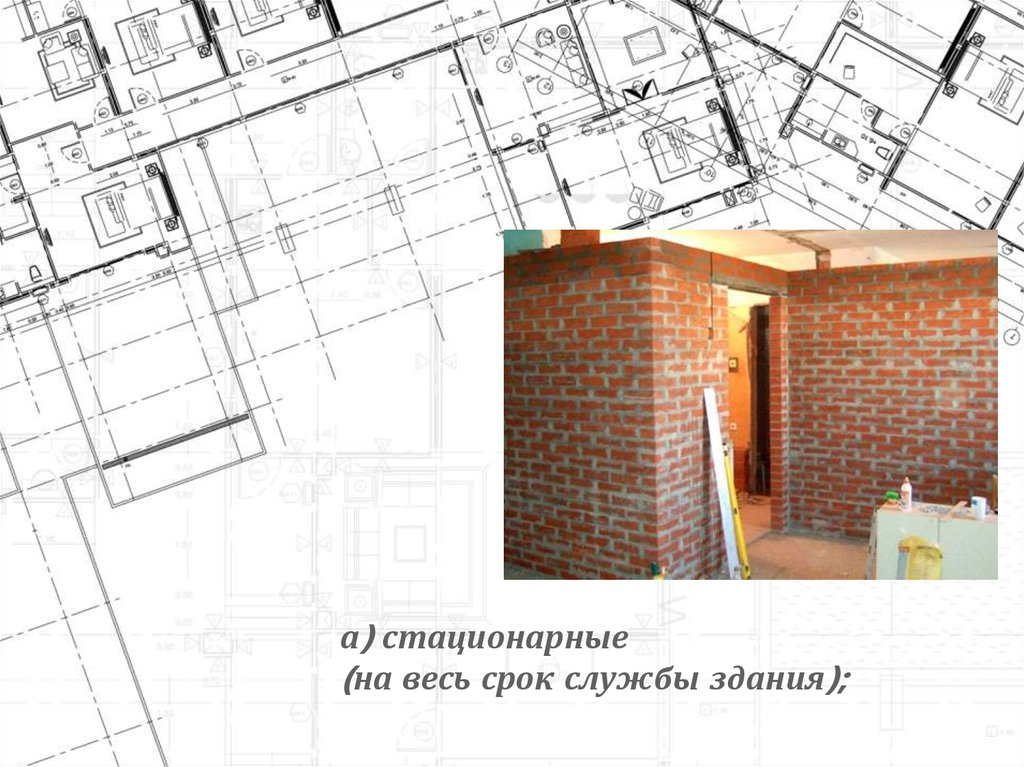 а) стационарные
(на весь срок службы здания);